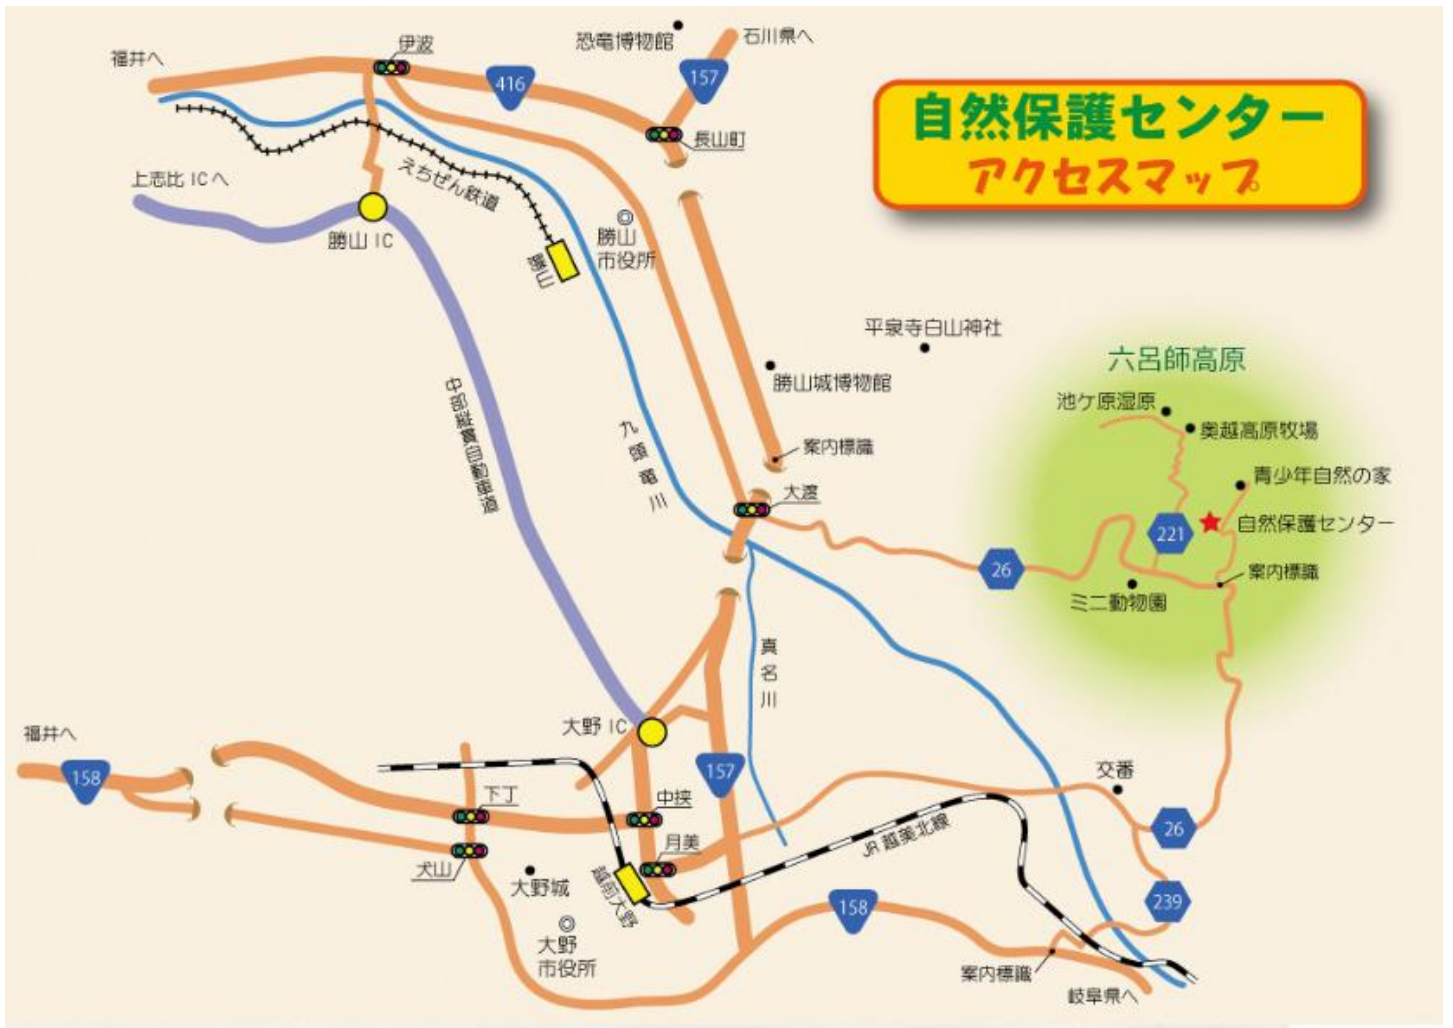 自然保護センター
アクセスマップ
恐竜博物館
石川県へ
伊波
福井へ
416
157
長山町
上志比 ICへ
えちぜん鉄道
勝山 IC
勝山
市役所
勝山
平泉寺白山神社
六呂師高原
勝山城博物館
池ケ原湿原
奥越高原牧場
中部縦貫自動車道
九頭竜川
案内標識
青少年自然の家
大渡
自然保護センター
221
26
案内標識
ミニ動物園
真名川
大野 IC
福井へ
158
157
交番
下丁
中挟
26
月美
JR 越美北線
犬山
大野城
越前大野
239
158
大野
市役所
案内標識
岐阜県へ